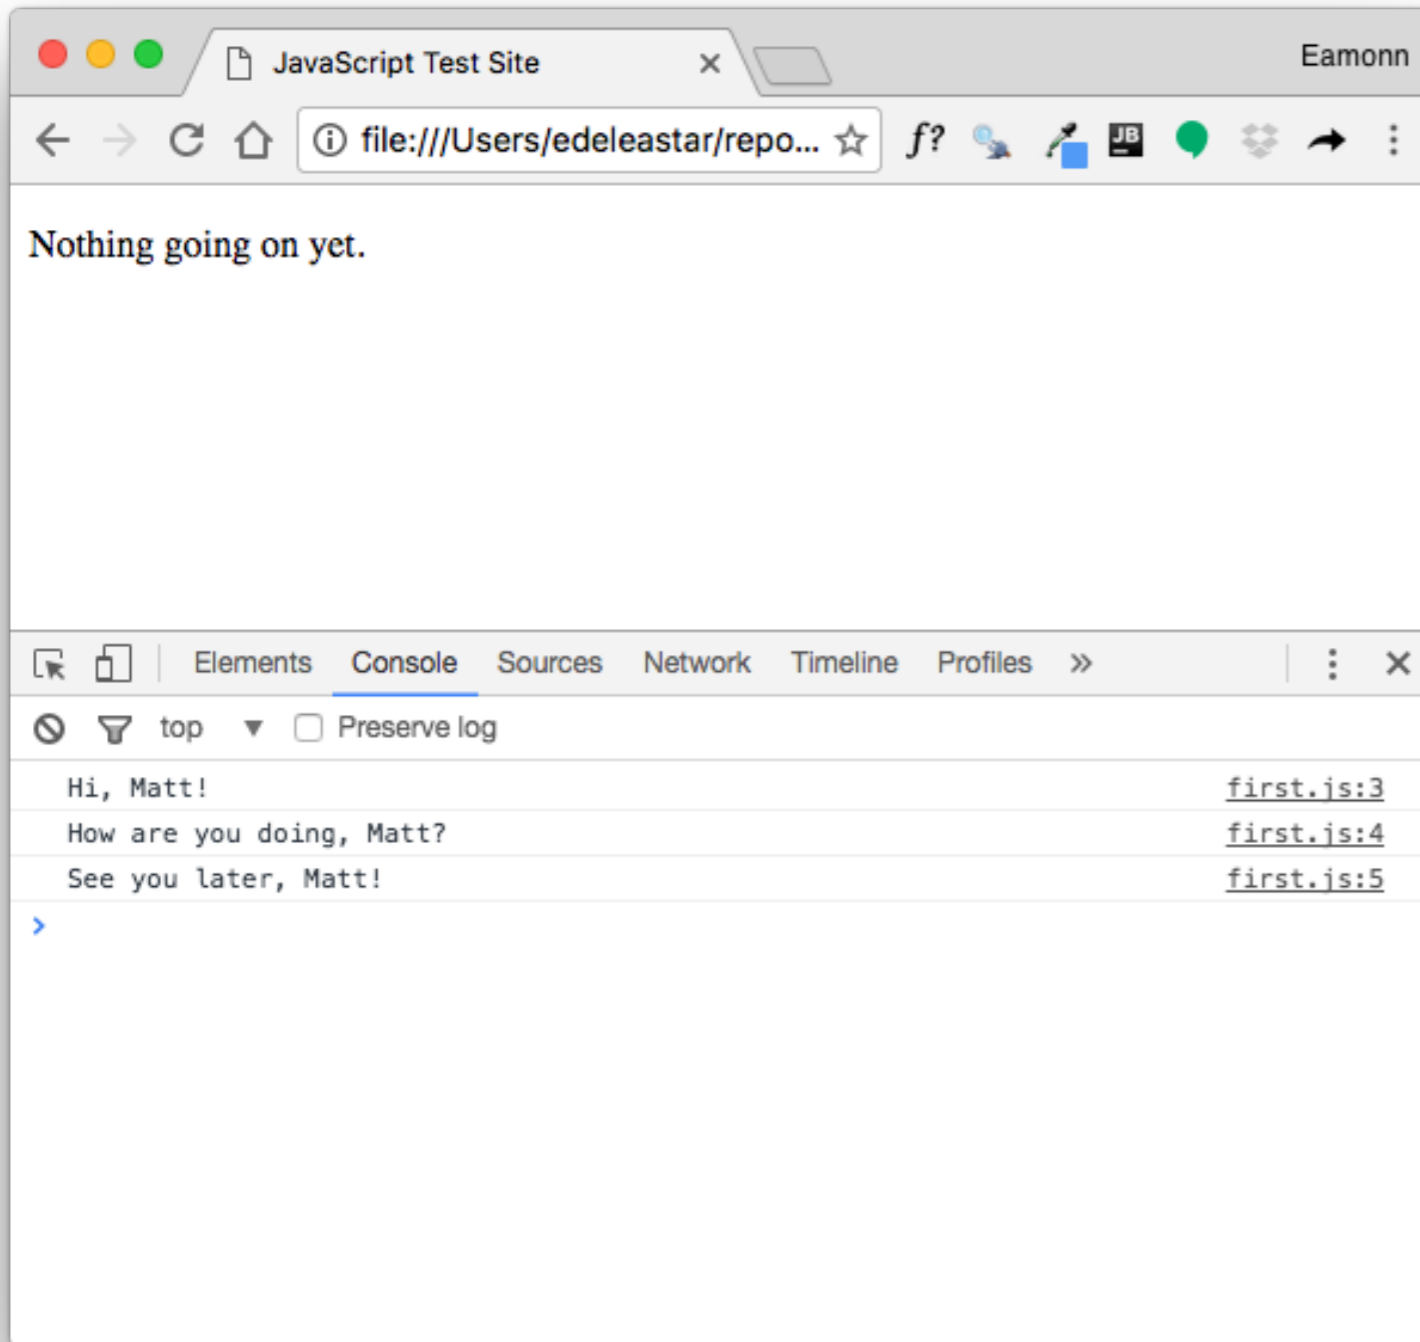 JavaScript Test Site
Eamonn
file:///Users/edeleastar/repo...
f?
JB
Nothing going on yet.
Elements Console Sources Network Timeline Profiles »
top Preserve log
Hi, Matt! first.js:3
How are you doing, Matt? first.js:4
See you later, Matt! first.js:5
>